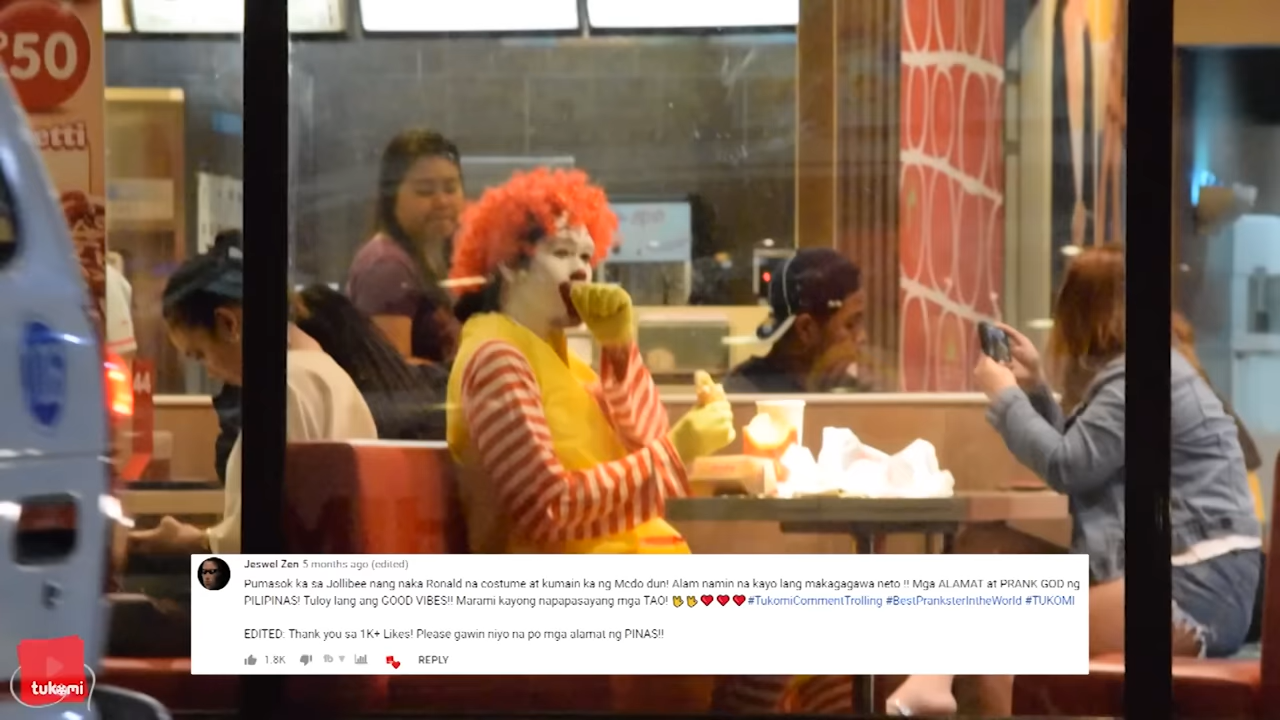 ₱50
etti
44
Jeswel Zen 5 months ago (edited)
Pumasok ka sa Jollibee nang naka Ronald na costume at kumain ka ng Mcdo dun! Alam namin na kayo lang makagagawa neto !! Mga ALAMAT at PRANK GOD ng
PILIPINAS! Tuloy lang ang GOOD VIBES!! Marami kayong napapasayang mga TAO! 🤟🤟❤❤❤#TukomiCommentTrolling #BestPranksterIntheWorld #TUKOMI
EDITED: Thank you sa 1K+ Likes! Please gawin niyo na po mga alamat ng PINAS!!
1.8K REPLY
tukomi